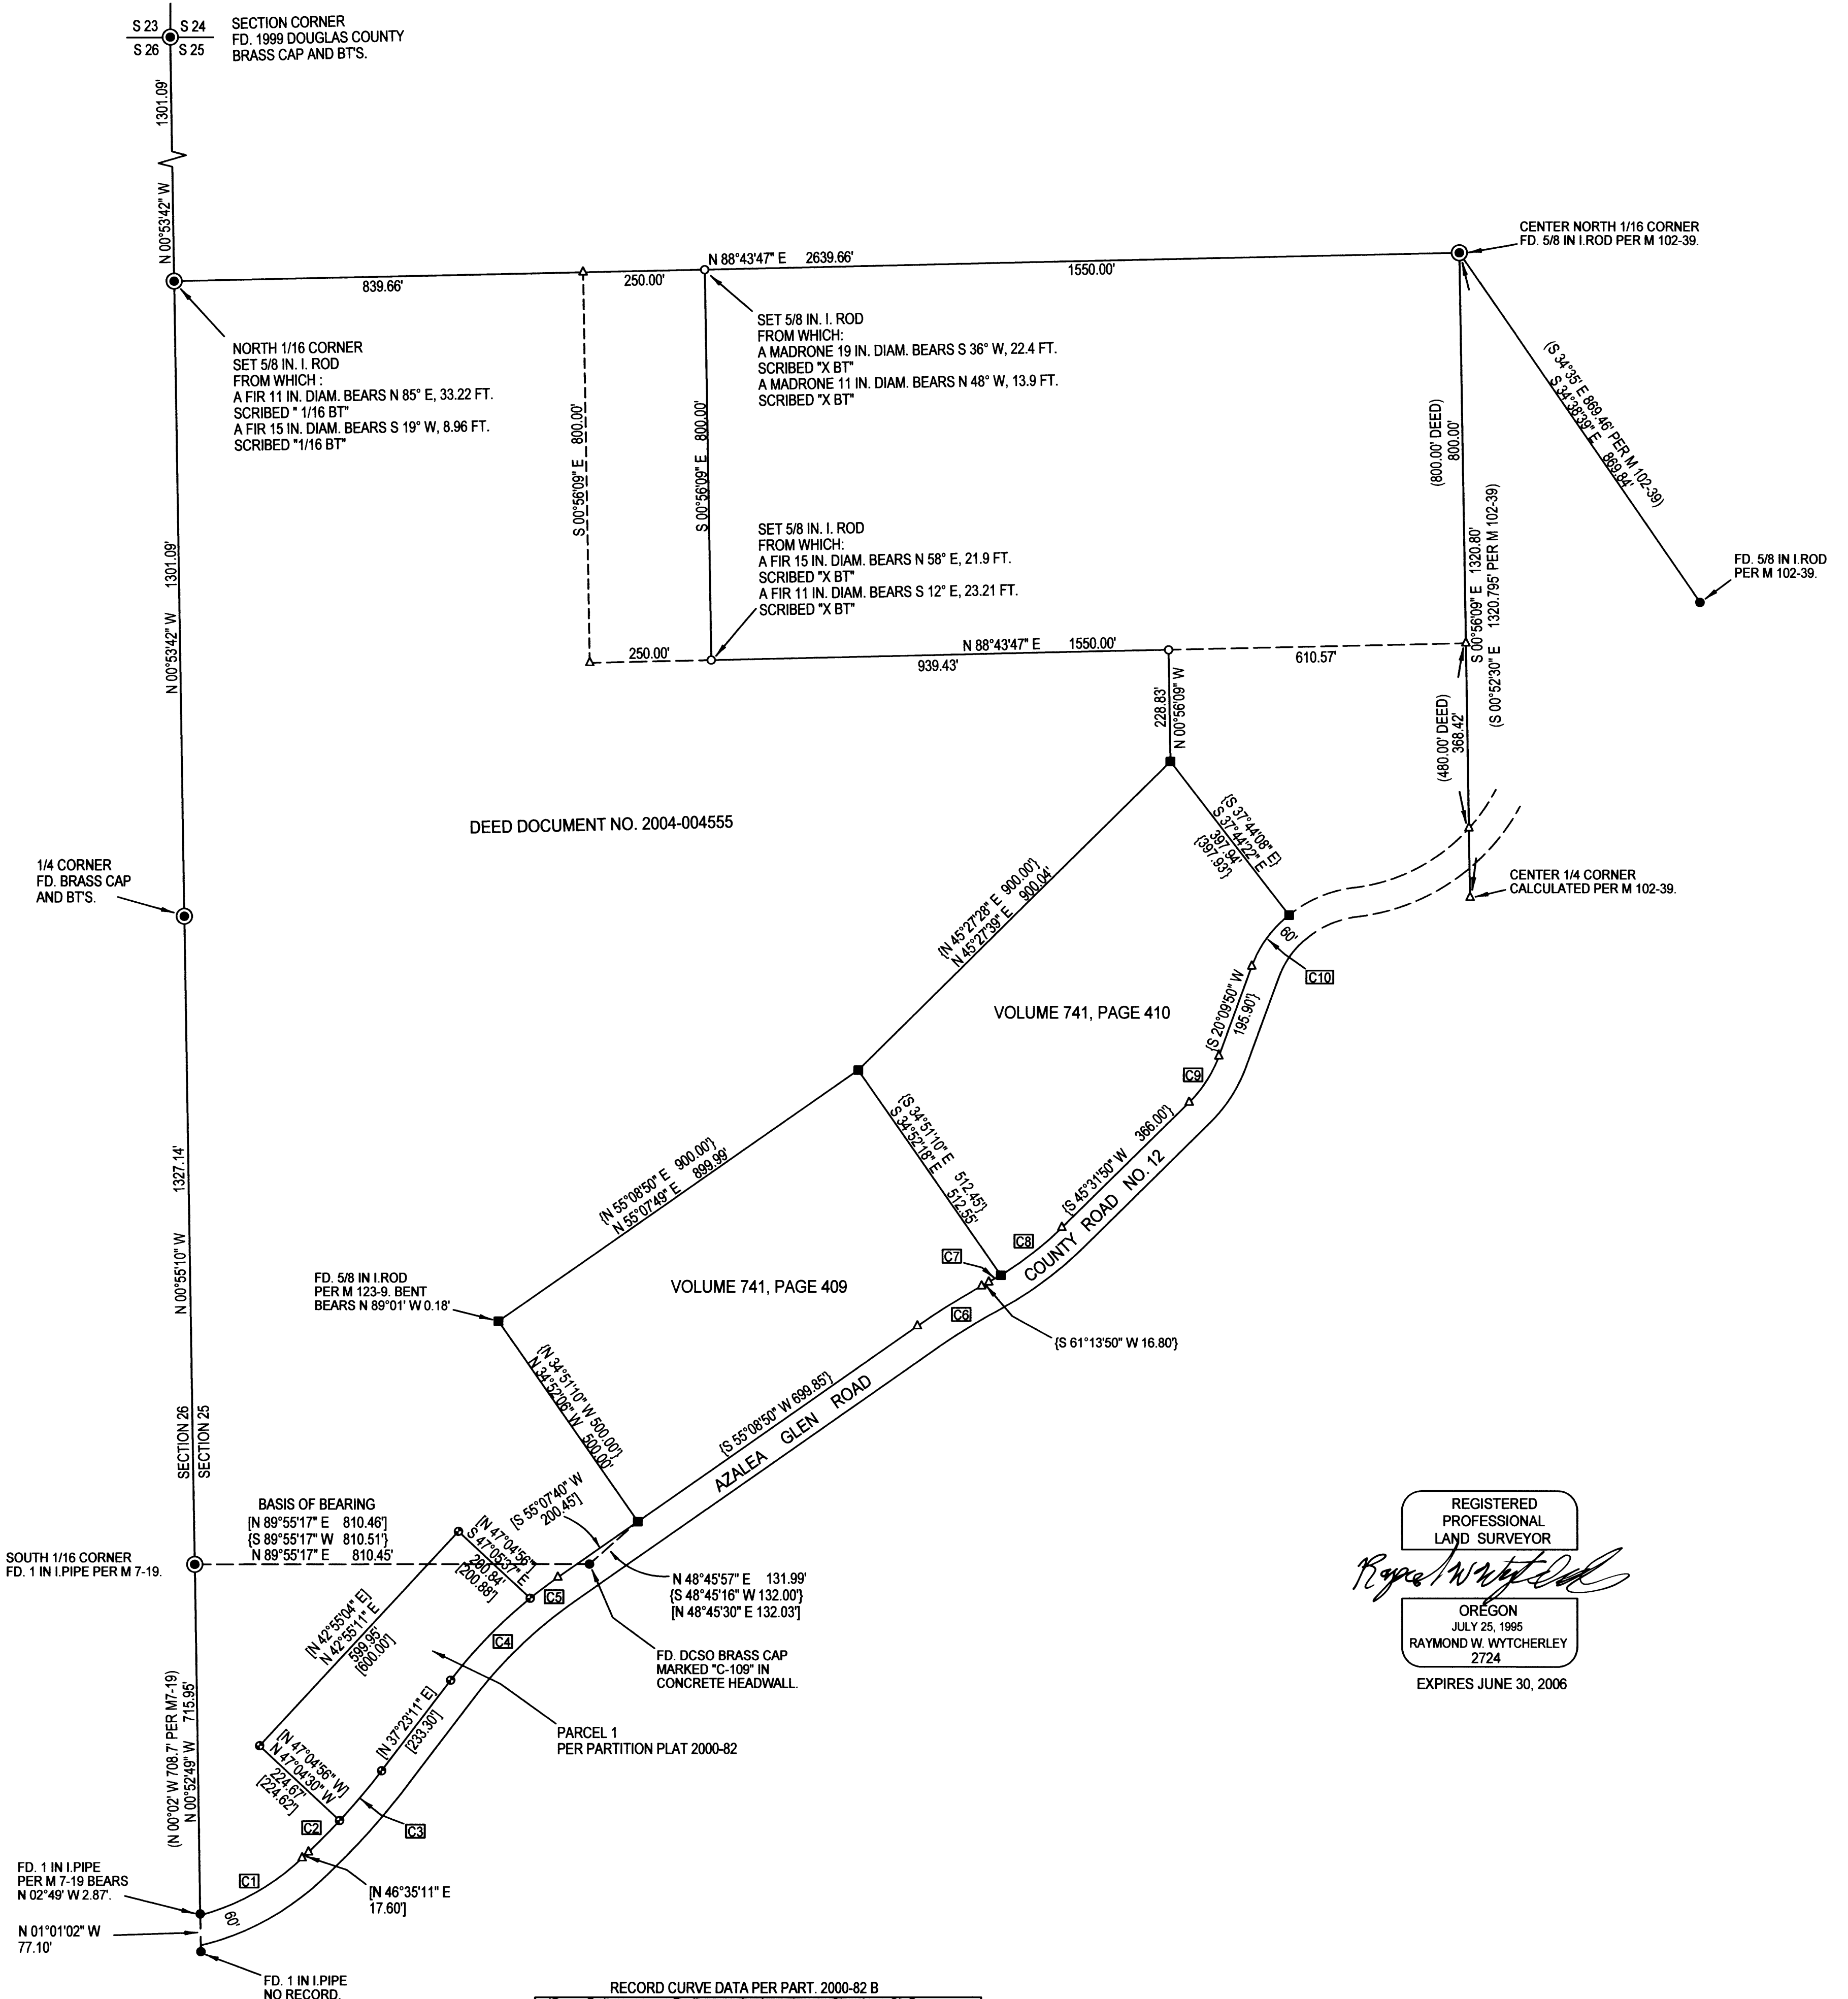 S 23 S 24
S 26 S 25
SECTION CORNER
FD. 1999 DOUGLAS COUNTY
BRASS CAP AND BT'S.
1301.09'
N 00°53'42" W
CENTER NORTH 1/16 CORNER
FD. 5/8 IN I.ROD PER M 102-39.
N 88°43'47" E 2639.66'
839.66'
250.00'
1550.00'
NORTH 1/16 CORNER
SET 5/8 IN. I. ROD
FROM WHICH :
A FIR 11 IN. DIAM. BEARS N 85° E, 33.22 FT.
SCRIBED " 1/16 BT"
A FIR 15 IN. DIAM. BEARS S 19° W, 8.96 FT.
SCRIBED "1/16 BT"
SET 5/8 IN. I. ROD
FROM WHICH:
A MADRONE 19 IN. DIAM. BEARS S 36° W, 22.4 FT.
SCRIBED "X BT"
A MADRONE 11 IN. DIAM. BEARS N 48° W, 13.9 FT.
SCRIBED "X BT"
S 00°56'09" E 800.00'
S 00°56'09" E 800.00'
(800.00' DEED)
800.00'
(S 34°35' E 869.46' PER M 102-39)
S 34°38'39" E 869.84'
FD. 5/8 IN I.ROD
PER M 102-39.
S 00°56'09" E 1320.80'
(S 00°52'30" E 1320.795' PER M 102-39)
SET 5/8 IN. I. ROD
FROM WHICH:
A FIR 15 IN. DIAM. BEARS N 58° E, 21.9 FT.
SCRIBED "X BT"
A FIR 11 IN. DIAM. BEARS S 12° E, 23.21 FT.
SCRIBED "X BT"
N 00°53'42" W 1301.09'
250.00'
N 88°43'47" E 1550.00'
939.43'
610.57'
228.83'
N 00°56'09" W
(480.00' DEED)
368.42'
DEED DOCUMENT NO. 2004-004555
{S 37°44'08" E}
S 37°44'22" E
397.94'
{397.93'}
1/4 CORNER
FD. BRASS CAP
AND BT'S.
CENTER 1/4 CORNER
CALCULATED PER M 102-39.
{N 45°27'28" E 900.00'}
N 45°27'39" E 900.04'
60'
C10
VOLUME 741, PAGE 410
{S 20°09'50" W
195.90'}
C9
{S 34°51'10" E 512.45'}
S 34°52'18" E 512.55'
{S 45°31'50" W 366.00'}
COUNTY ROAD NO. 12
N 00°55'10" W 1327.14'
{N 55°08'50" E 900.00'}
N 55°07'49" E 899.99'
C8
C7
C6
FD. 5/8 IN I.ROD
PER M 123-9. BENT
BEARS N 89°01' W 0.18'
VOLUME 741, PAGE 409
{S 61°13'50" W 16.80'}
{N 34°51'10" W 500.00'}
N 34°52'06" W 500.00'
{S 55°08'50" W 699.85'}
AZALEA GLEN ROAD
SECTION 26
SECTION 25
BASIS OF BEARING
[N 89°55'17" E 810.46']
{S 89°55'17" W 810.51'}
N 89°55'17" E 810.45'
[S 55°07'40" W
200.45']
SOUTH 1/16 CORNER
FD. 1 IN I.PIPE PER M 7-19.
[N 47°04'56"]
S 47°05'37" E
200.84'
[200.88']
C5
N 48°45'57" E 131.99'
{S 48°45'16" W 132.00'}
[N 48°45'30" E 132.03']
[N 42°55'04" E]
N 42°55'11" E
599.95'
[600.00']
C4
FD. DCSO BRASS CAP
MARKED "C-109" IN
CONCRETE HEADWALL.
(N 00°02' W 708.7' PER M7-19)
N 00°52'49" W 715.95'
[N 37°23'11" E]
[233.30']
PARCEL 1
PER PARTITION PLAT 2000-82
[N 47°04'56" W]
N 47°04'30" W
224.67'
[224.62']
C2
C3
C1
FD. 1 IN I.PIPE
PER M 7-19 BEARS
N 02°49' W 2.87'.
[N 46°35'11" E
17.60']
60'
N 01°01'02" W
77.10'
FD. 1 IN I.PIPE
NO RECORD.
REGISTERED
PROFESSIONAL
LAND SURVEYOR
OREGON
JULY 25, 1995
RAYMOND W. WYTCHERLEY
2724
EXPIRES JUNE 30, 2006
RECORD CURVE DATA PER PART. 2000-82 B